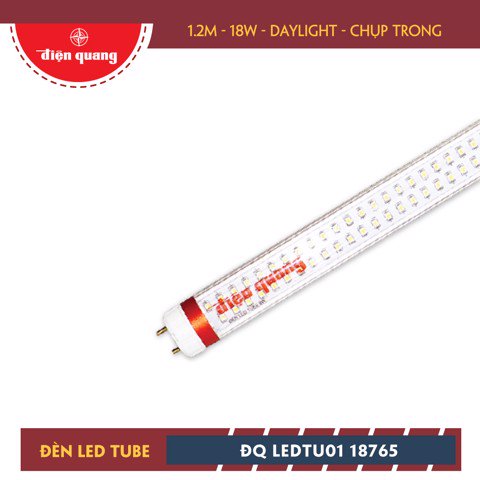 điện quang
1.2M - 18W - DAYLIGHT - CHỤP TRONG
điện quang
ĐÈN LED TUBE
ĐQ LEDTU01 18765